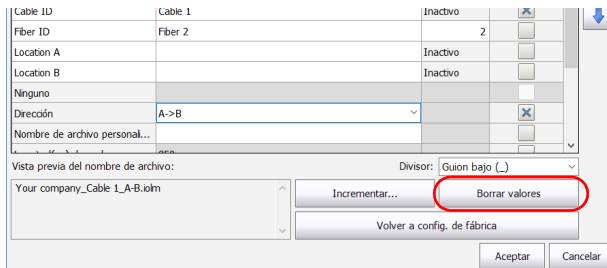 Cable ID Cable 1 Inactivo
Fiber ID Fiber 2 2
Location A Inactivo
Location B Inactivo
Ninguno
Dirección A->B
Nombre de archivo personali...
Vista previa del nombre de archivo: Divisor: Guion bajo (_)
Your company_Cable 1_A-B.iolm
Incrementar... Borrar valores
Volver a config. de fábrica
Aceptar Cancelar